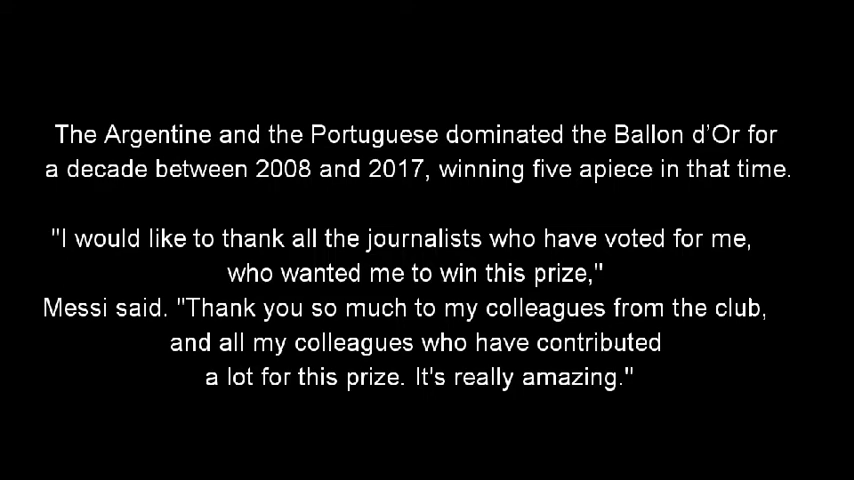 The Argentine and the Portuguese dominated the Ballon d’Or for
a decade between 2008 and 2017, winning five apiece in that time.
"I would like to thank all the journalists who have voted for me,
who wanted me to win this prize,"
Messi said. "Thank you so much to my colleagues from the club,
and all my colleagues who have contributed
a lot for this prize. It's really amazing."